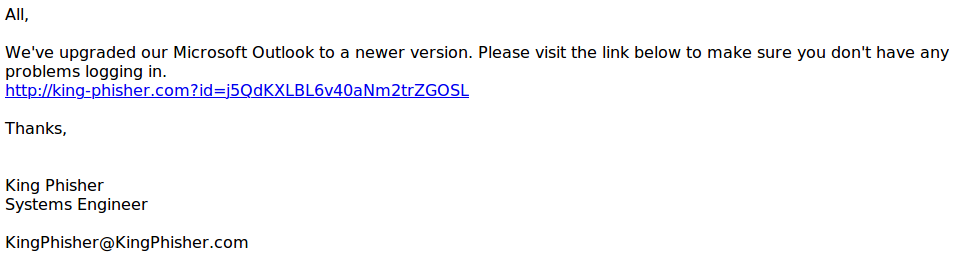 All,
We've upgraded our Microsoft Outlook to a newer version. Please visit the link below to make sure you don't have any
problems logging in.
http://king-phisher.com?id=j5QdKXLBL6v40aNm2trZGOSL
Thanks,
King Phisher
Systems Engineer
KingPhisher@KingPhisher.com